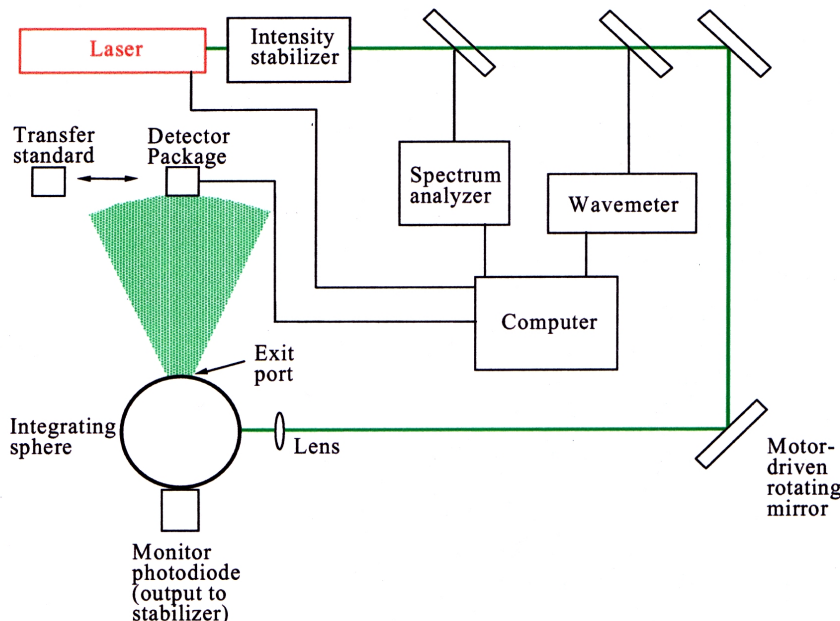 Laser
Intensity
stabilizer
Transfer
standard
Detector
Package
Spectrum
analyzer
Wavemeter
Computer
Exit
port
Integrating
sphere
Lens
Motor-
driven
rotating
mirror
Monitor
photodiode
(output to
stabilizer)